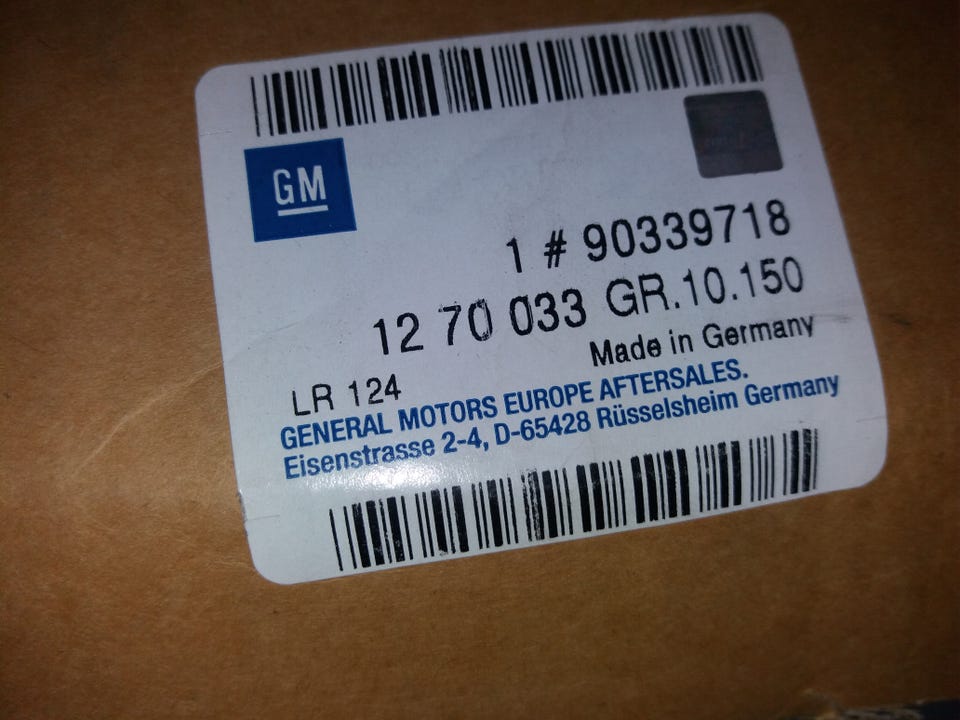 GM
1 # 90339718
12 70 033 GR.10.150
Made in Germany
LR 124
GENERAL MOTORS EUROPE AFTERSALES.
Eisenstrasse 2-4, D-65428 Rüsselsheim Germany